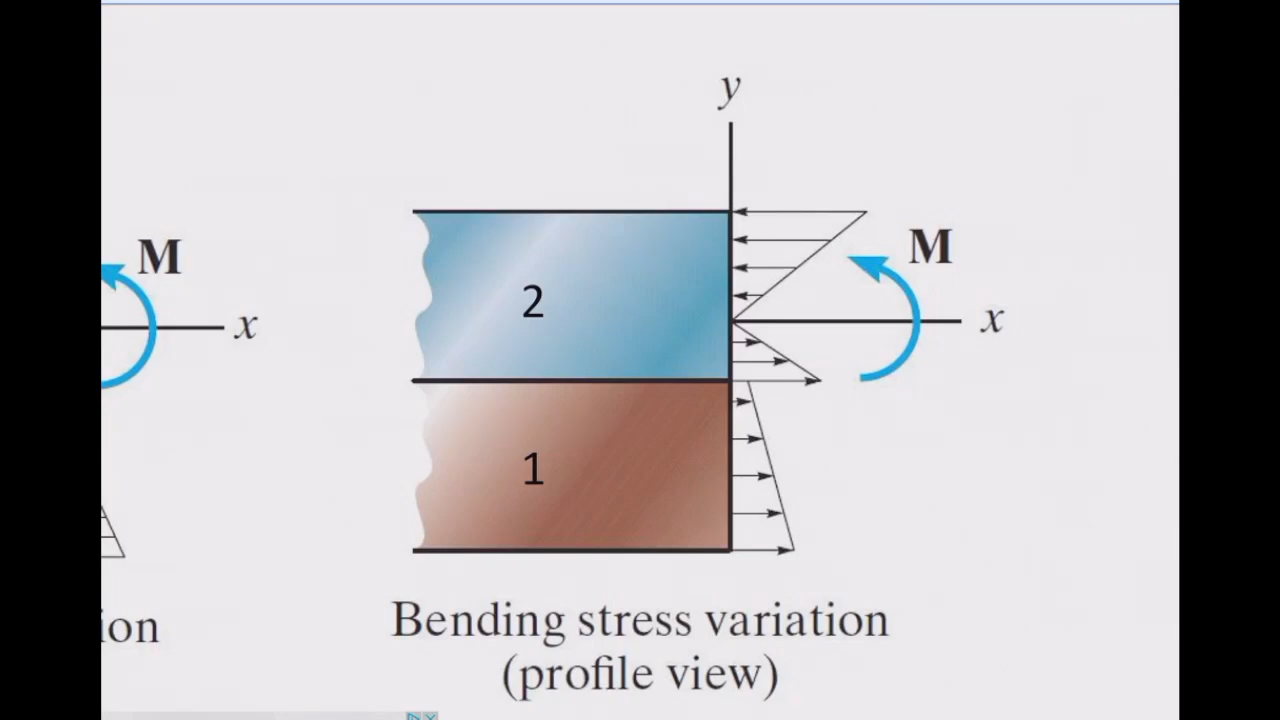 y
M
M
x
x
2
1
ion
Bending stress variation
(profile view)